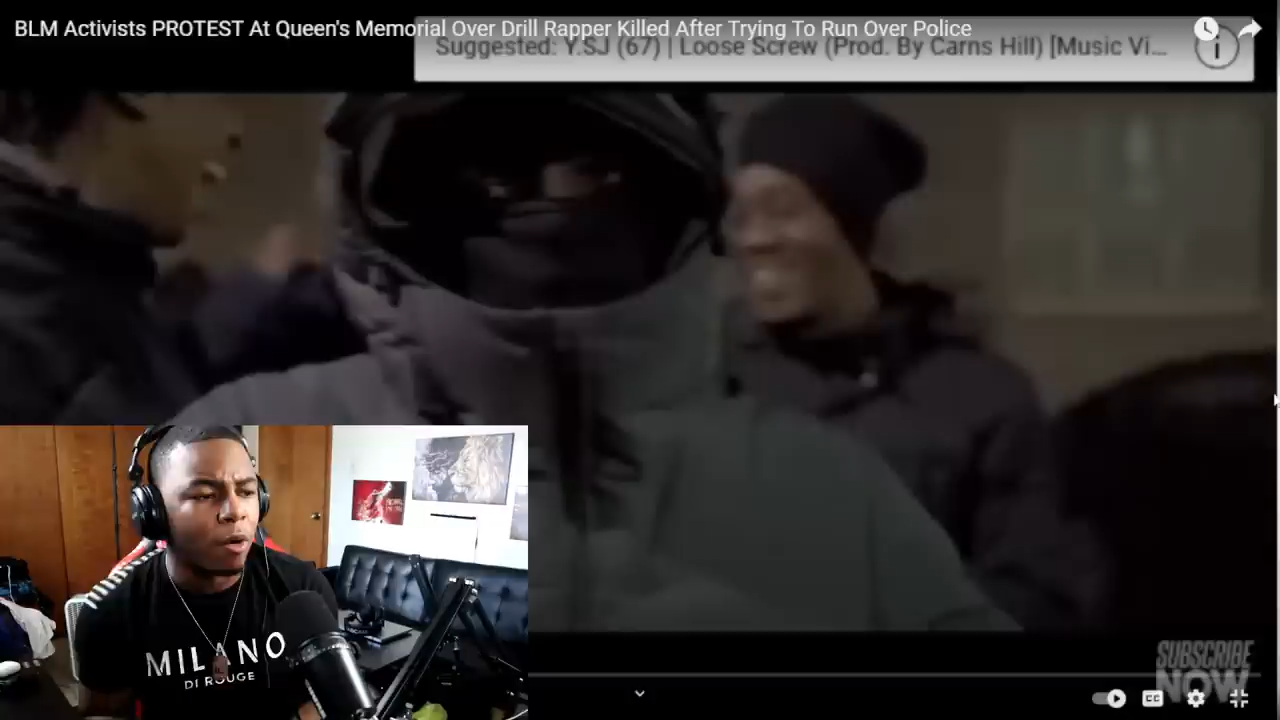 BLM Activists PROTEST At Queen's Memorial Over Drill Rapper Killed After Trying To Run Over Police
Suggested: Y.SJ (67) | Loose Screw (Prod. By Carns Hill) [Music Vi...
i
MILANO
DI ROUGE
SUBSCRIBE
NOW
CC